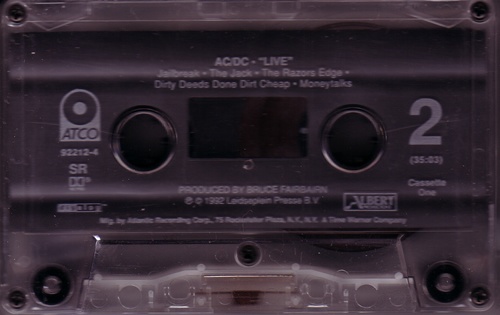 AC/DC - "LIVE"
Jailbreak • The Jack • The Razors Edge •
Dirty Deeds Done Dirt Cheap • Moneytalks
ATCO
92212-4
SR
2
(35:03)
Cassette
One
PRODUCED BY BRUCE FAIRBAIRN
℗ © 1992 Leidseplein Presse B.V.
ALBERT
Mfg. by Atlantic Recording Corp., 75 Rockefeller Plaza, N.Y., N.Y. A Time Warner Company